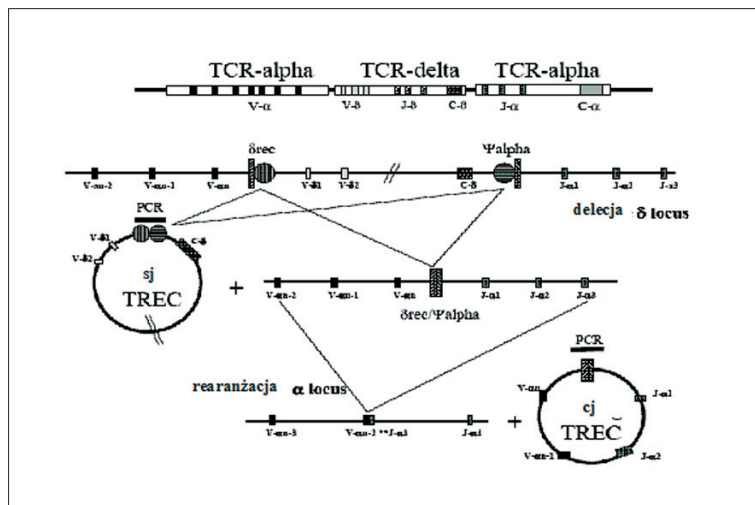 TCR-alpha TCR-delta TCR-alpha
V-α V-δ J-δ C-δ J-α C-α
δrec Ψalpha
V-αn-2 V-αn-1 V-αn V-δ1 V-δ2 C-δ J-α1 J-α2 J-α3
delecja δ locus
PCR
V-δ1 C-δ
V-δ2
sj
TREC
+
V-αn-2 V-αn-1 V-αn J-α1 J-α2 J-α3
δrec/Ψalpha
rearanżacja α locus
PCR
V-αn J-α1
cj
TREC
V-αn-1 J-α2
+
V-αn-3